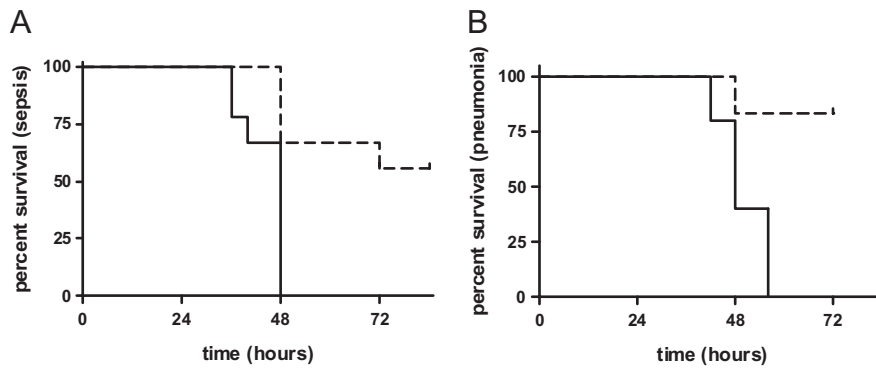 A
percent survival (sepsis)
100
75
50
25
0
0 24 48 72
time (hours)
B
percent survival (pneumonia)
100
75
50
25
0
0 24 48 72
time (hours)